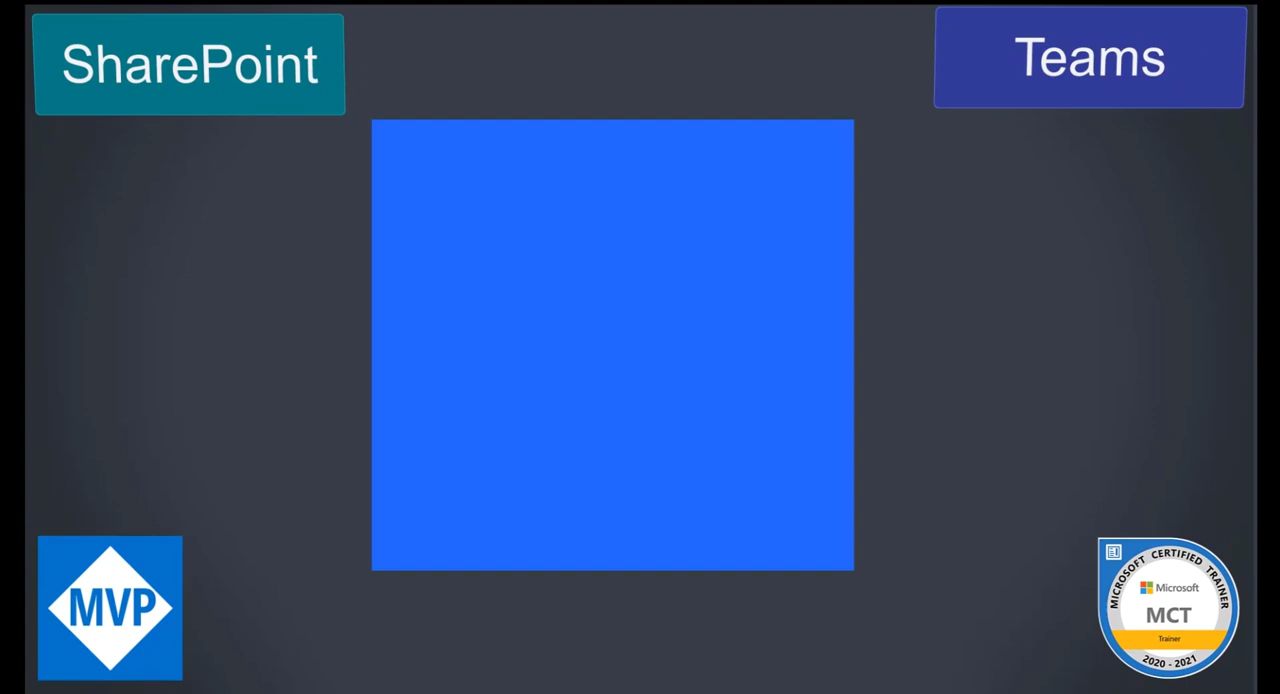 SharePoint
Teams
MVP
MICROSOFT CERTIFIED TRAINER
Microsoft
MCT
Trainer
2020 - 2021